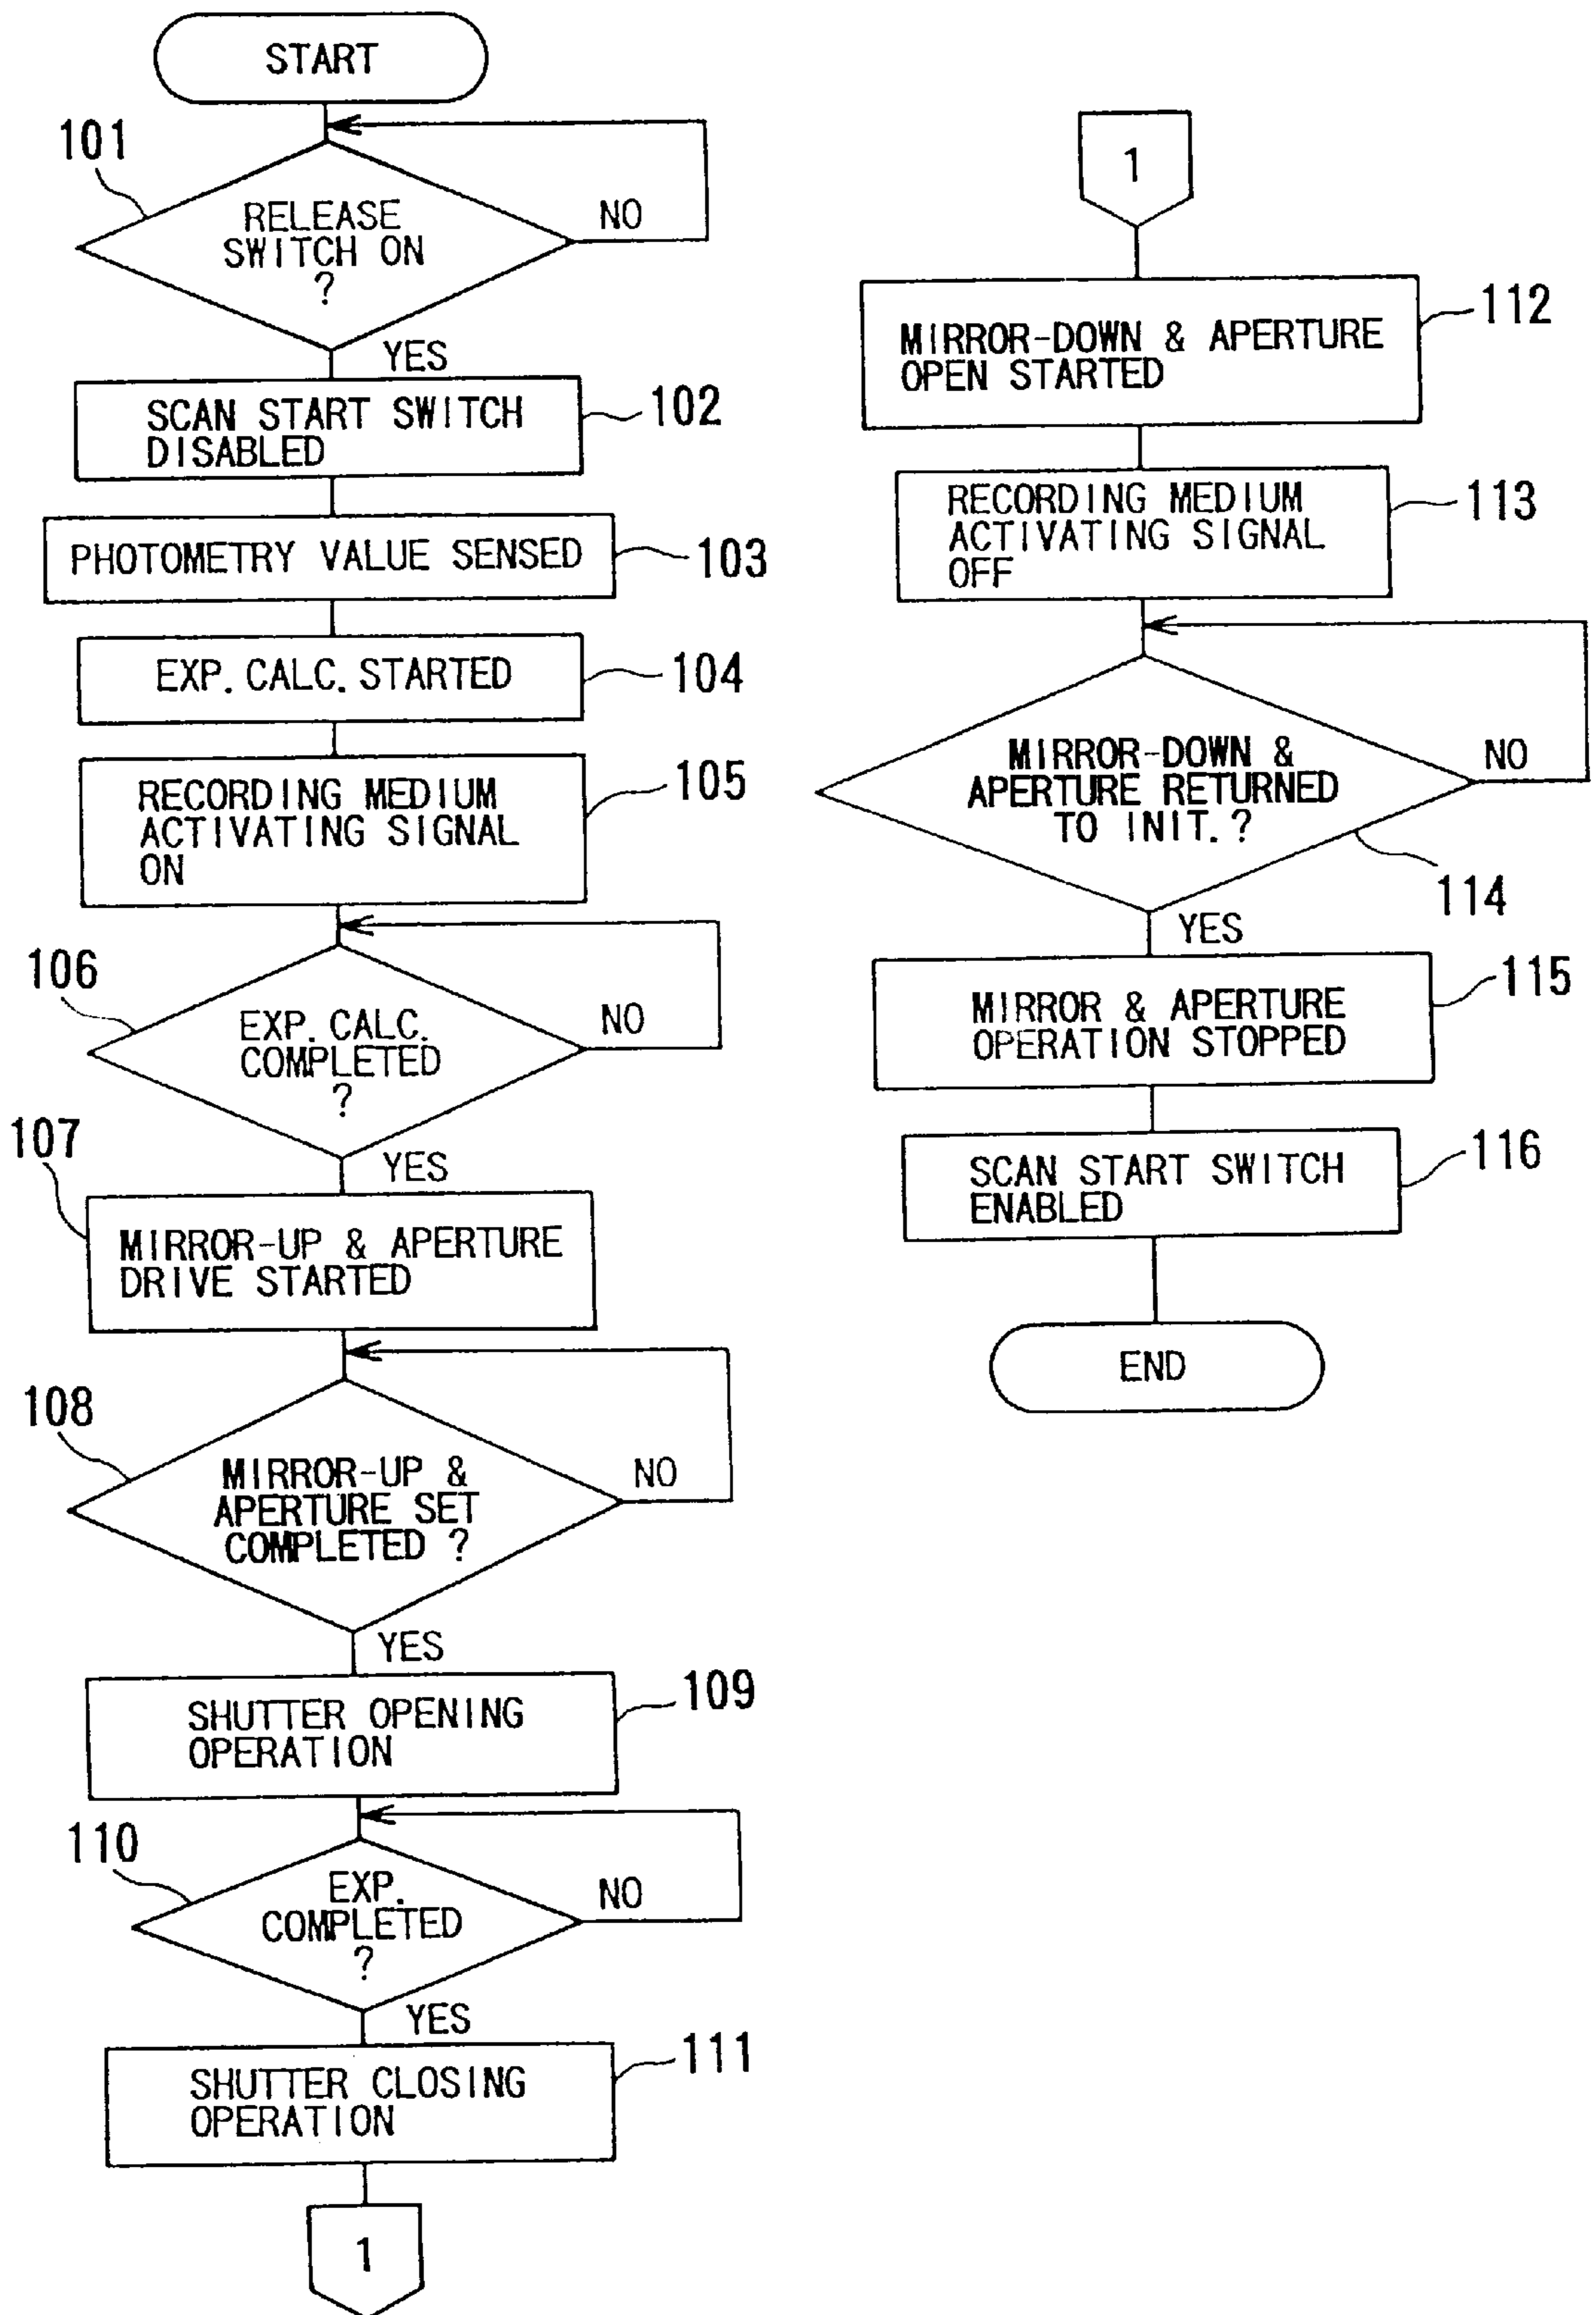 START
101
RELEASE
SWITCH ON
?
NO
YES
SCAN START SWITCH
DISABLED
102
PHOTOMETRY VALUE SENSED
103
EXP. CALC. STARTED
104
RECORDING MEDIUM
ACTIVATING SIGNAL
ON
105
106
EXP. CALC.
COMPLETED
?
NO
YES
107
MIRROR-UP & APERTURE
DRIVE STARTED
108
MIRROR-UP &
APERTURE SET
COMPLETED ?
NO
YES
SHUTTER OPENING
OPERATION
109
110
EXP.
COMPLETED
?
NO
YES
SHUTTER CLOSING
OPERATION
111
1
1
MIRROR-DOWN & APERTURE
OPEN STARTED
112
RECORDING MEDIUM
ACTIVATING SIGNAL
OFF
113
MIRROR-DOWN &
APERTURE RETURNED
TO INIT. ?
NO
114
YES
MIRROR & APERTURE
OPERATION STOPPED
115
SCAN START SWITCH
ENABLED
116
END